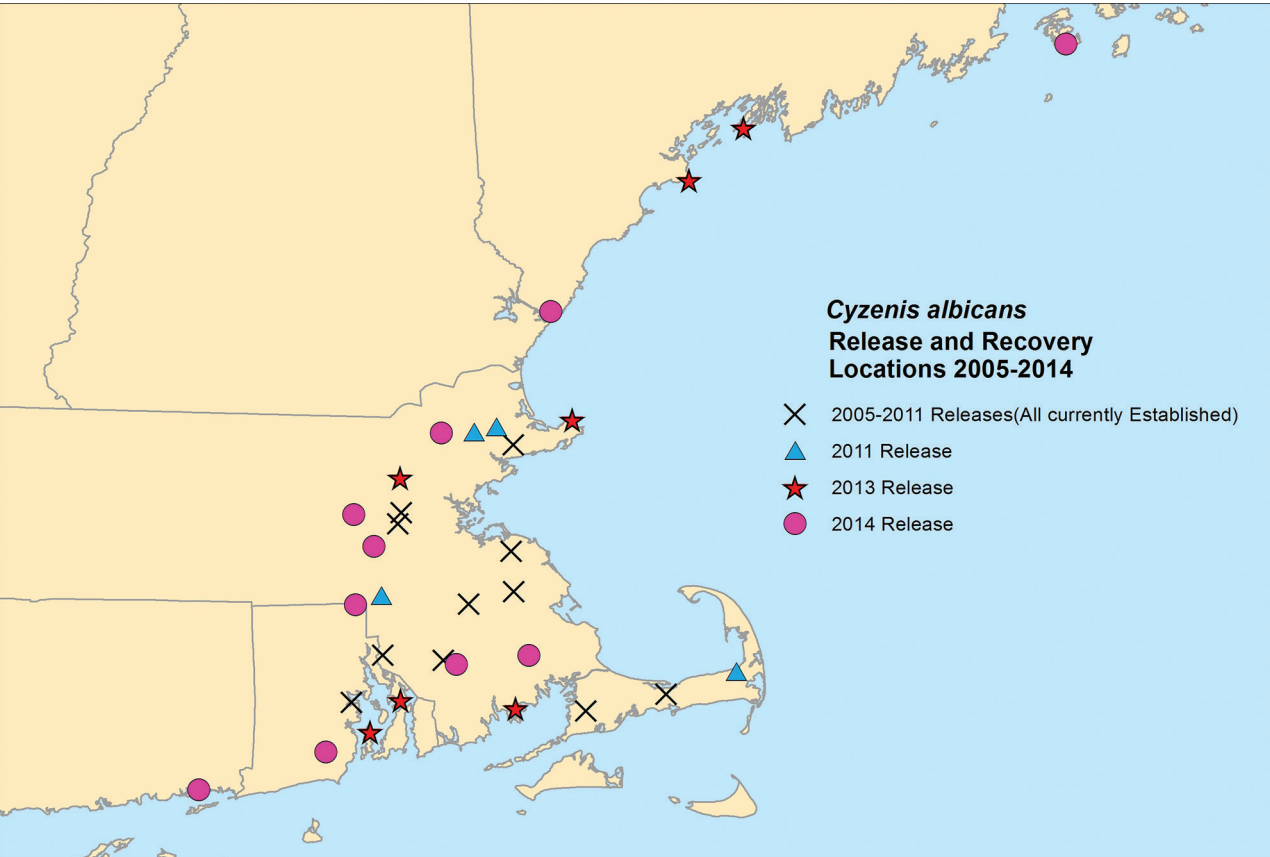 Cyzenis albicans
Release and Recovery
Locations 2005-2014
2005-2011 Releases(All currently Established)
2011 Release
2013 Release
2014 Release